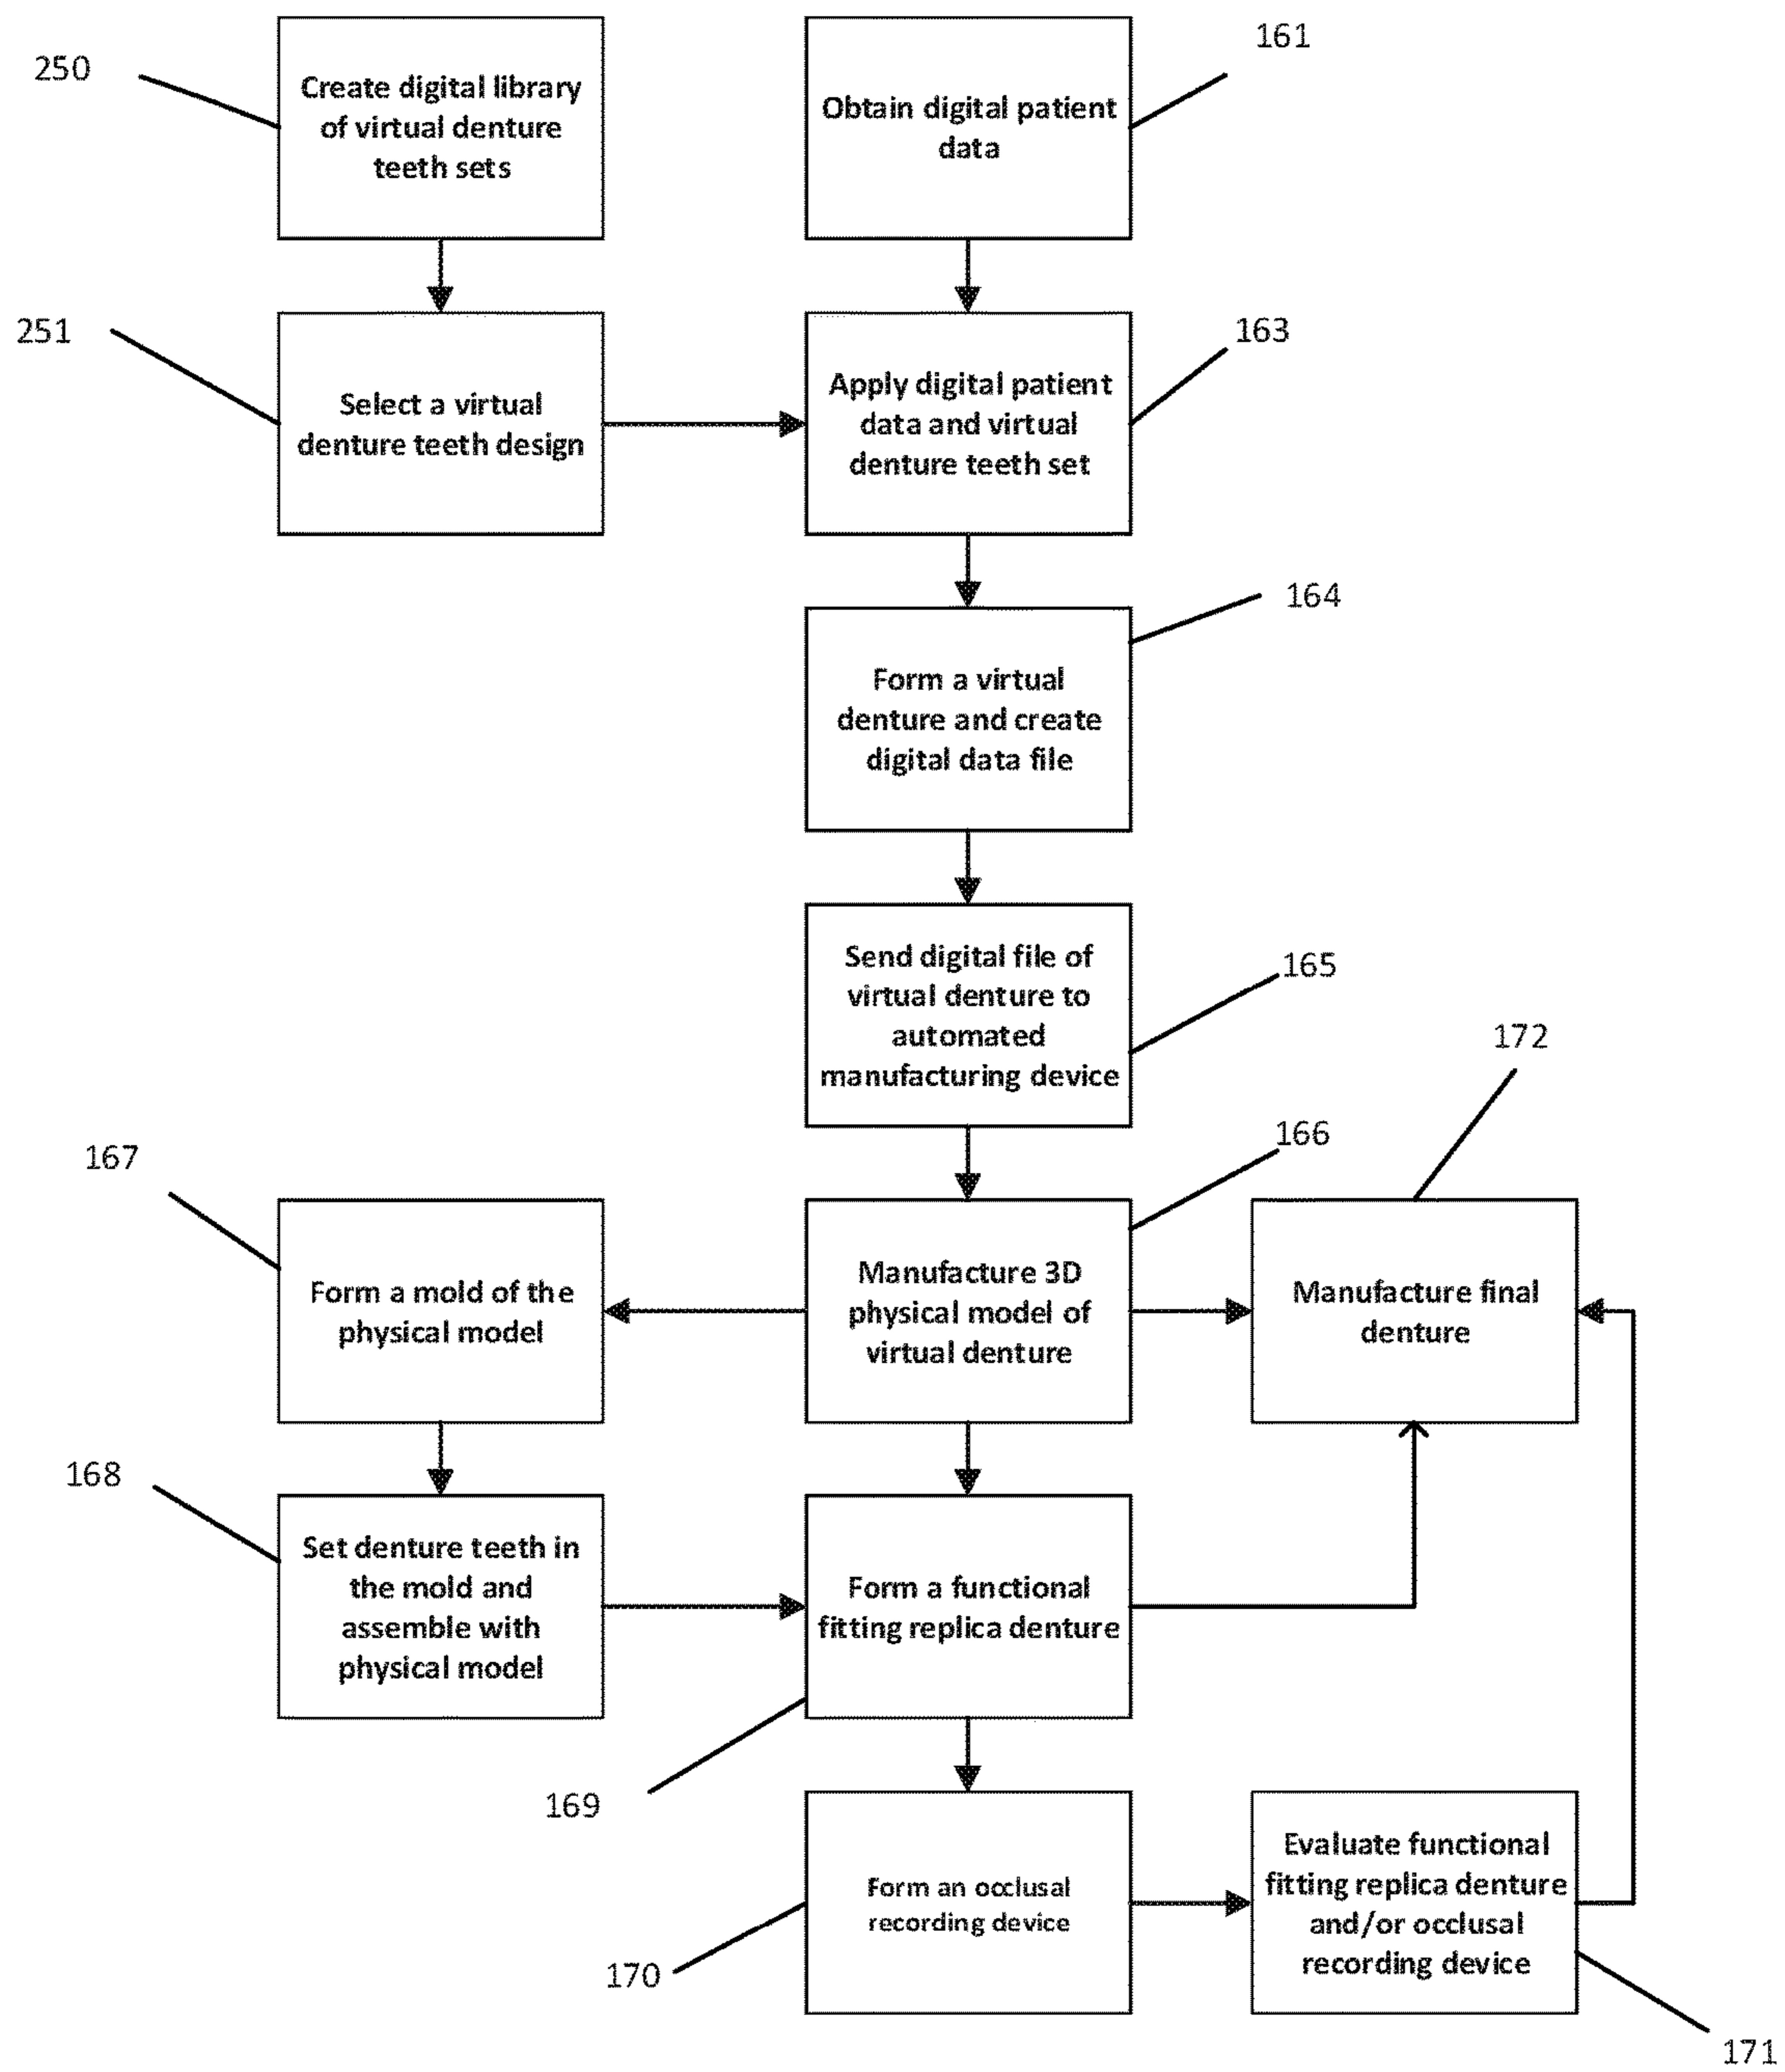 250
Create digital library
of virtual denture
teeth sets
Obtain digital patient
data
161
251
Select a virtual
denture teeth design
Apply digital patient
data and virtual
denture teeth set
163
Form a virtual
denture and create
digital data file
164
Send digital file of
virtual denture to
automated
manufacturing device
165
172
167
Form a mold of the
physical model
Manufacture 3D
physical model of
virtual denture
166
Manufacture final
denture
168
Set denture teeth in
the mold and
assemble with
physical model
Form a functional
fitting replica denture
169
Form an occlusal
recording device
170
Evaluate functional
fitting replica denture
and/or occlusal
recording device
171